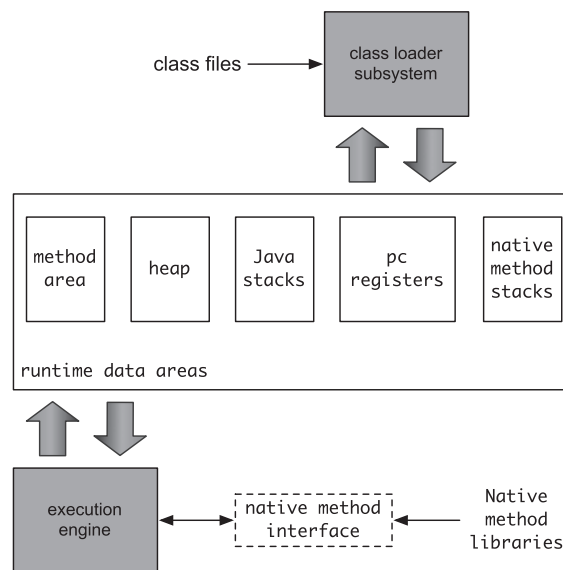 class loader
subsystem
class files
method
area
heap
Java
stacks
pc
registers
native
method
stacks
runtime data areas
execution
engine
native method
interface
Native
method
libraries